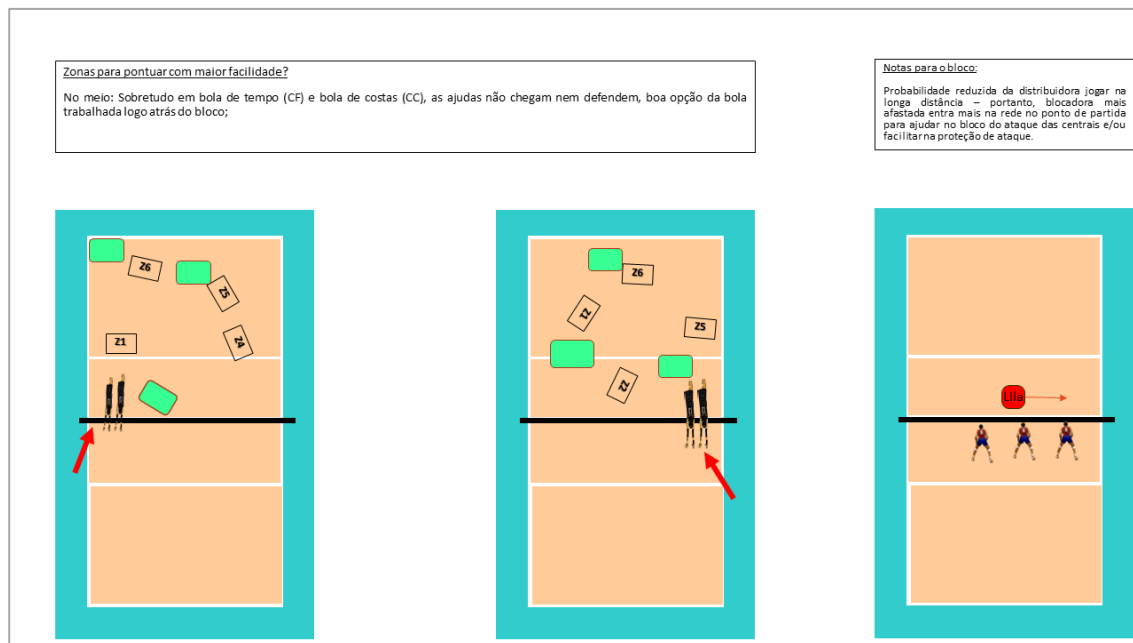 Zonas para pontuar com maior facilidade?
No meio: Sobretudo em bola de tempo (CF) e bola de costas (CC), as ajudas não chegam nem defendem, boa opção da bola
trabalhada logo atrás do bloco;
Notas para o bloco:
Probabilidade reduzida da distribuidora jogar na
longa distância – portanto, blocadora mais
afastada entra mais na rede no ponto de partida
para ajudar no bloco do ataque das centrais e/ou
facilitar na proteção de ataque.
Z6
Z5
Z1
Z4
Z6
Z1
Z5
Z2
Lila